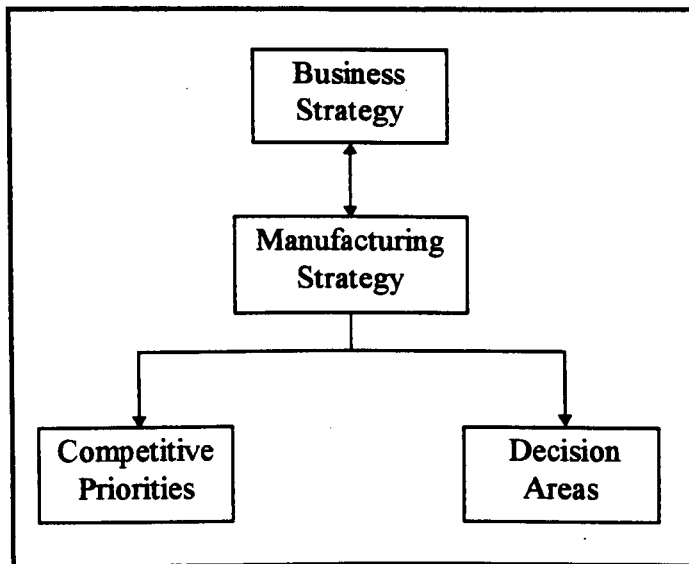 Business
Strategy
Manufacturing
Strategy
Competitive
Priorities
Decision
Areas